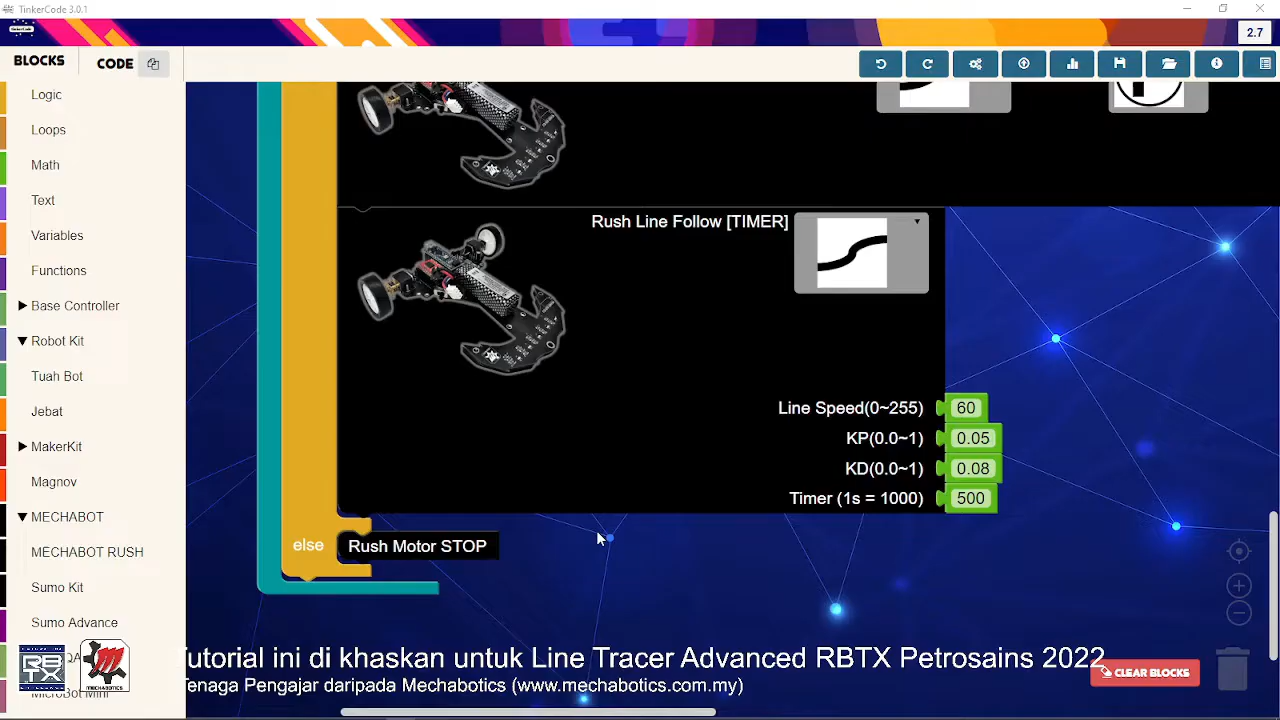 TinkerCode 3.0.1
2.7
BLOCKS
CODE
Logic
Loops
Math
Text
Variables
Functions
Base Controller
Robot Kit
Tuah Bot
Jebat
MakerKit
Magnov
MECHABOT
MECHABOT RUSH
Sumo Kit
Sumo Advance
Rush Line Follow [TIMER]
Line Speed(0~255) 60
KP(0.0~1) 0.05
KD(0.0~1) 0.08
Timer (1s = 1000) 500
else Rush Motor STOP
RB
TX
MECHABOTICS
Tutorial ini di khaskan untuk Line Tracer Advanced RBTX Petrosains 2022
Tenaga Pengajar daripada Mechabotics (www.mechabotics.com.my)
CLEAR BLOCKS